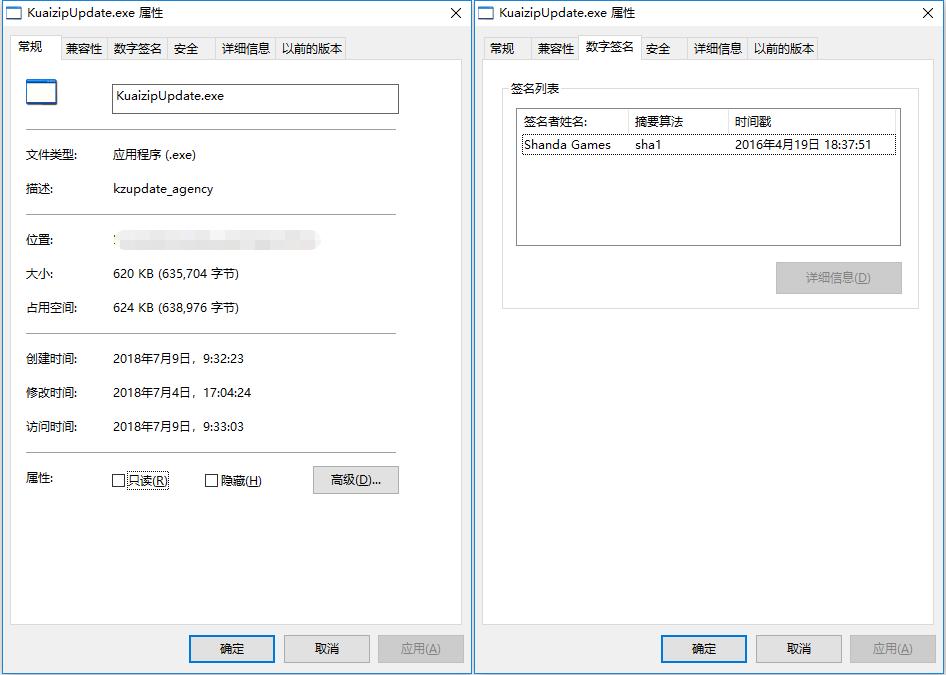 KuaizipUpdate.exe 属性
常规 兼容性 数字签名 安全 详细信息 以前的版本
KuaizipUpdate.exe
文件类型: 应用程序 (.exe)
描述: kzupdate_agency
位置:
大小: 620 KB (635,704 字节)
占用空间: 624 KB (638,976 字节)
创建时间: 2018年7月9日，9:32:23
修改时间: 2018年7月4日，17:04:24
访问时间: 2018年7月9日，9:33:03
属性: 只读(R) 隐藏(H) 高级(D)...
确定 取消 应用(A)
KuaizipUpdate.exe 属性
常规 兼容性 数字签名 安全 详细信息 以前的版本
签名列表
签名者姓名: 摘要算法 时间戳
Shanda Games sha1 2016年4月19日 18:37:51
详细信息(D)
确定 取消 应用(A)